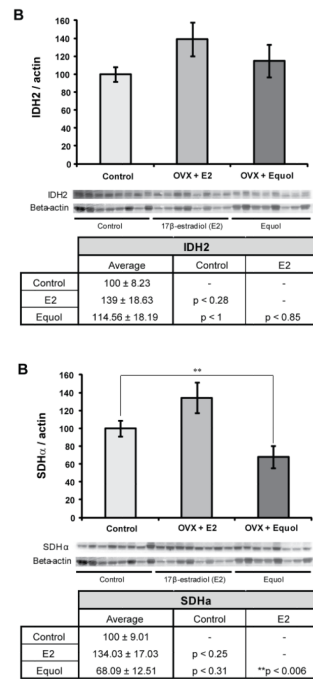 B
IDH2 / actin
160
140
120
100
80
60
40
20
0
Control OVX + E2 OVX + Equol
IDH2
Beta-actin
Control 17β-estradiol (E2) Equol
IDH2
Average Control E2
Control 100 ± 8.23 - -
E2 139 ± 18.63 p < 0.28 -
Equol 114.56 ± 18.19 p < 1 p < 0.85
B
SDHα / actin
**
160
140
120
100
80
60
40
20
0
Control OVX + E2 OVX + Equol
SDHα
Beta-actin
Control 17β-estradiol (E2) Equol
SDHa
Average Control E2
Control 100 ± 9.01 - -
E2 134.03 ± 17.03 p < 0.25 -
Equol 68.09 ± 12.51 p < 0.31 **p < 0.006